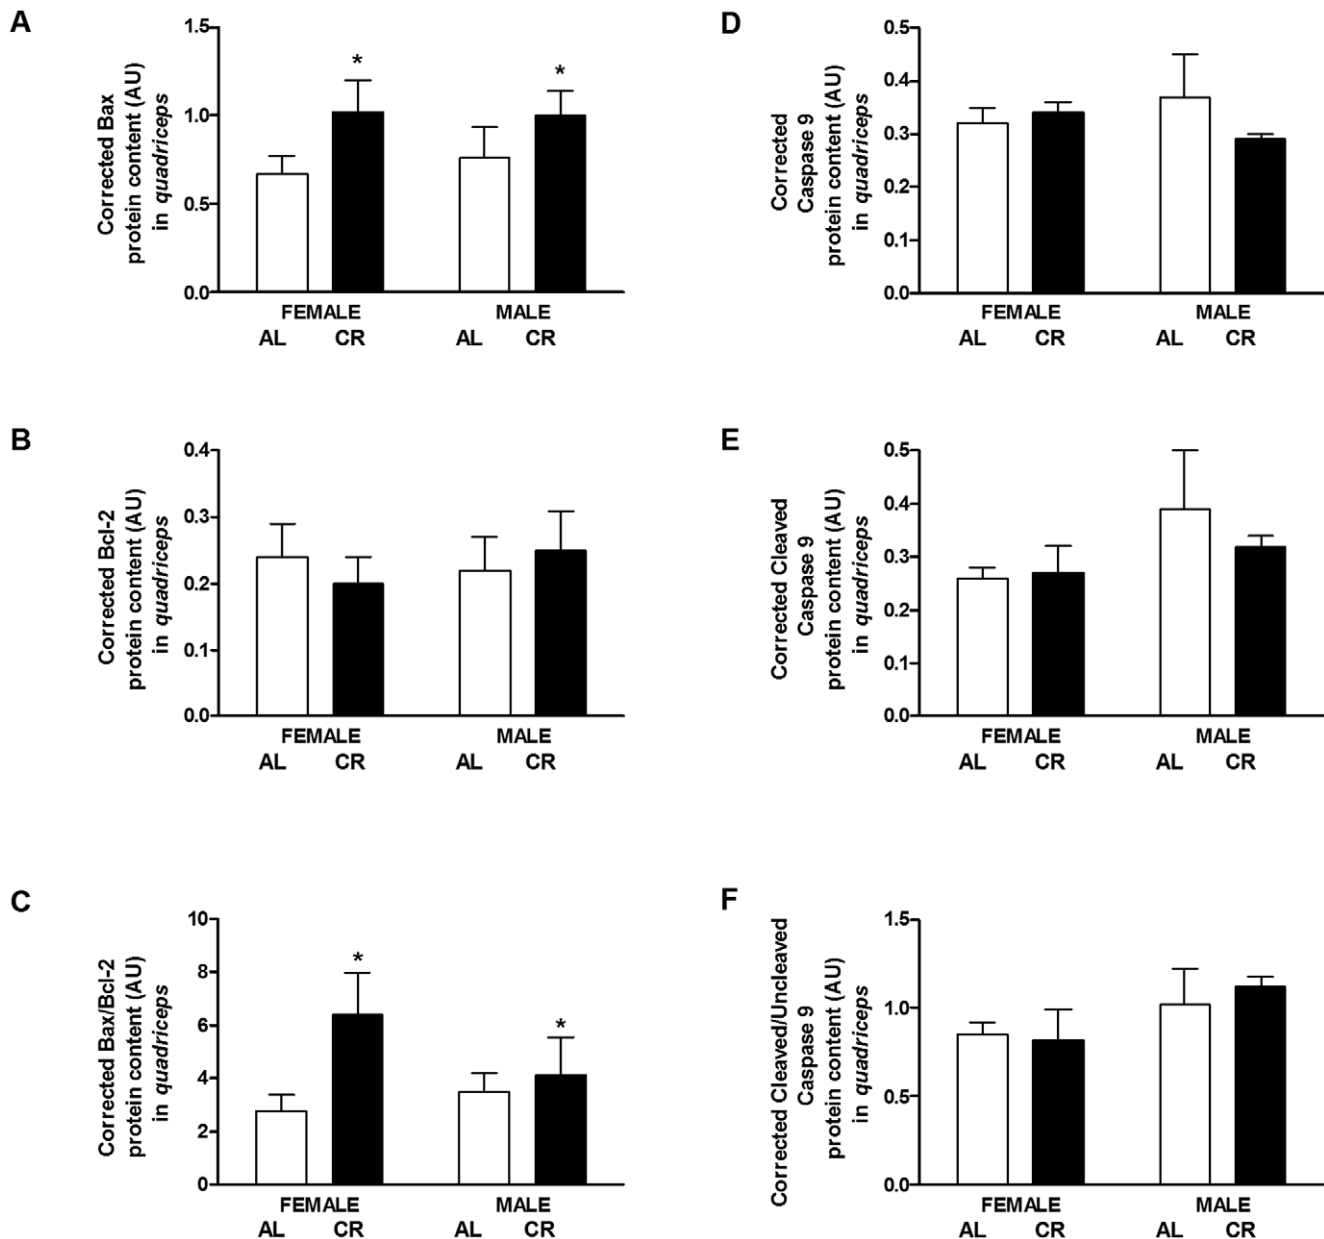 A
Corrected Bax
protein content (AU)
in quadriceps
1.5
1.0
0.5
0.0
*
*
FEMALE
MALE
AL
CR
AL
CR
D
Corrected
Caspase 9
protein content (AU)
in quadriceps
0.5
0.4
0.3
0.2
0.1
0.0
FEMALE
MALE
AL
CR
AL
CR
B
Corrected Bcl-2
protein content (AU)
in quadriceps
0.4
0.3
0.2
0.1
0.0
FEMALE
MALE
AL
CR
AL
CR
E
Corrected Cleaved
Caspase 9
protein content (AU)
in quadriceps
0.5
0.4
0.3
0.2
0.1
0.0
FEMALE
MALE
AL
CR
AL
CR
C
Corrected Bax/Bcl-2
protein content (AU)
in quadriceps
10
8
6
4
2
0
*
*
FEMALE
MALE
AL
CR
AL
CR
F
Corrected Cleaved/Uncleaved
Caspase 9
protein content (AU)
in quadriceps
1.5
1.0
0.5
0.0
FEMALE
MALE
AL
CR
AL
CR